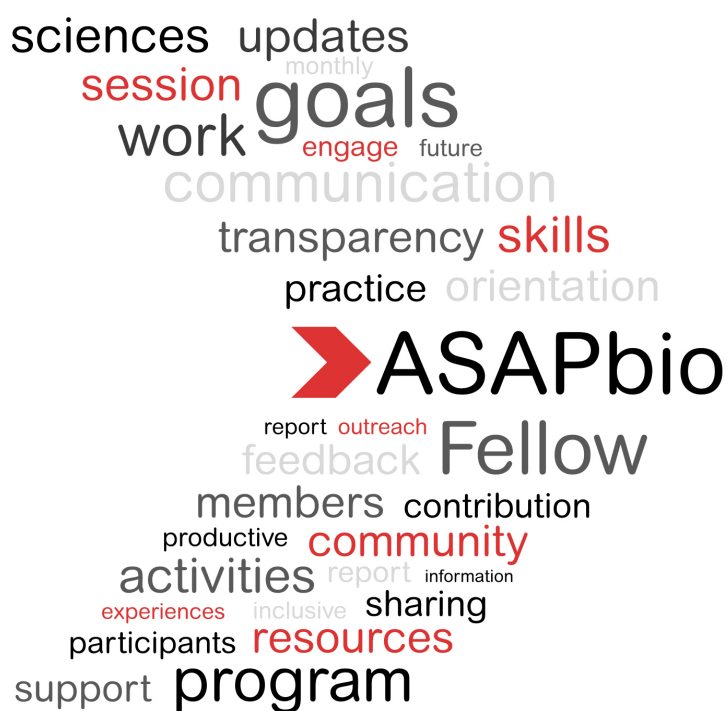 sciences updates
monthly
session goals
work engage future
communication
transparency skills
practice orientation
ASAPbio
report outreach
feedback Fellow
members contribution
productive community
activities report information
experiences inclusive sharing
participants resources
support program